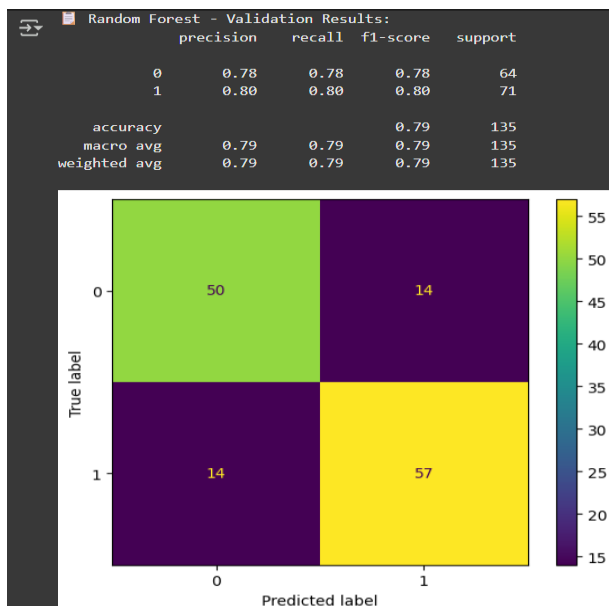 📋 Random Forest - Validation Results:
precision recall f1-score support
0 0.78 0.78 0.78 64
1 0.80 0.80 0.80 71
accuracy 0.79 135
macro avg 0.79 0.79 0.79 135
weighted avg 0.79 0.79 0.79 135
55
50
45
40
35
30
25
20
15
0 50 14
True label
1 14 57
0 1
Predicted label